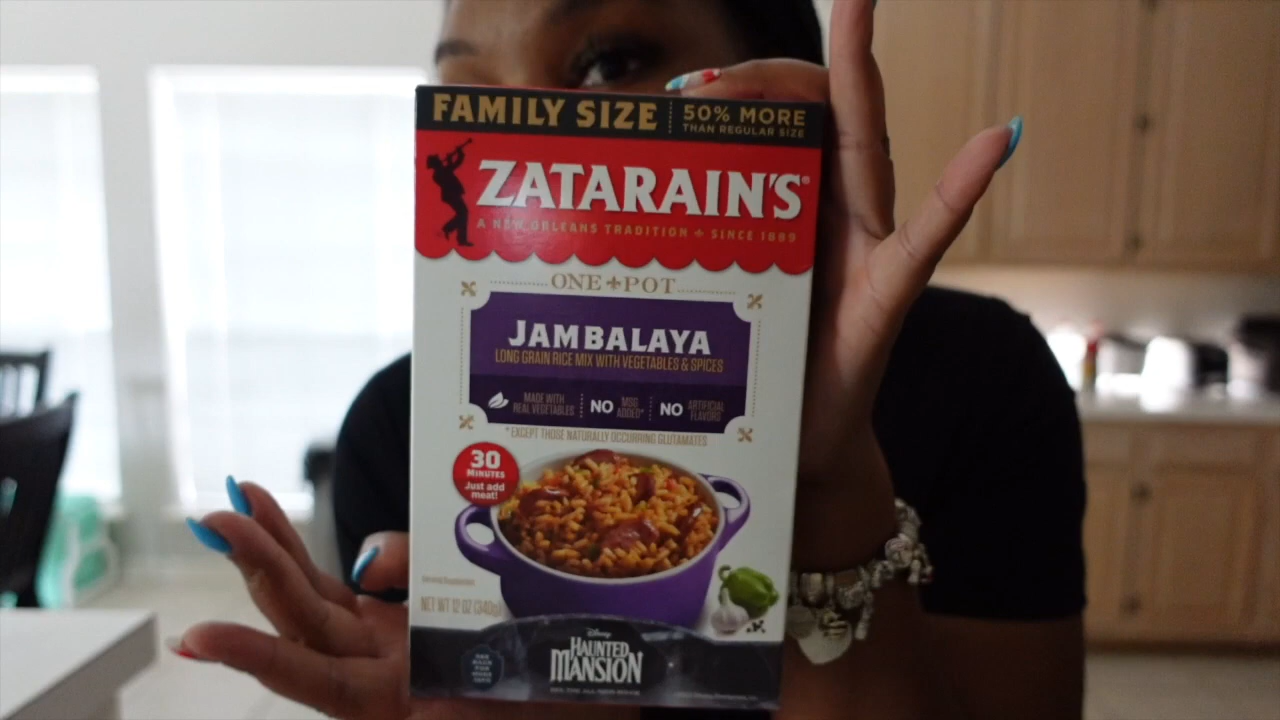 FAMILY SIZE
50% MORE
THAN REGULAR SIZE
ZATARAIN'S®
A NEW ORLEANS TRADITION SINCE 1889
ONE POT
JAMBALAYA
LONG GRAIN RICE MIX WITH VEGETABLES & SPICES
MADE WITH
REAL VEGETABLES
NO MSG
ADDED*
NO ARTIFICIAL
FLAVORS
*EXCEPT THOSE NATURALLY OCCURRING GLUTAMATES
30
MINUTES
Just add
meat!
Serving Suggestion
NET WT 12 OZ (340g)
Disney
HAUNTED
MANSION